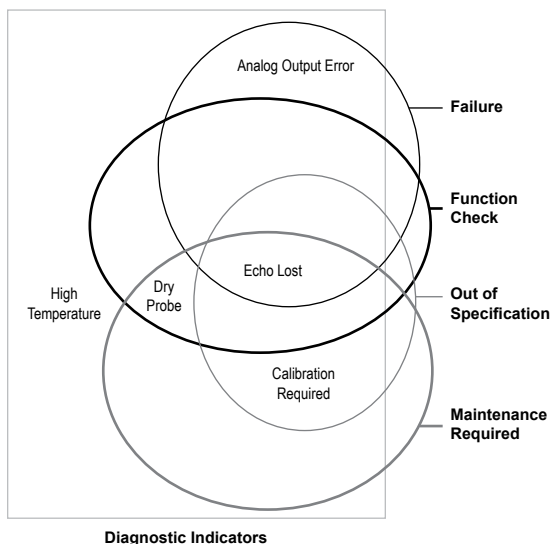 Analog Output Error
Failure
Function
Check
Echo Lost
High
Temperature
Dry
Probe
Out of
Specification
Calibration
Required
Maintenance
Required
Diagnostic Indicators